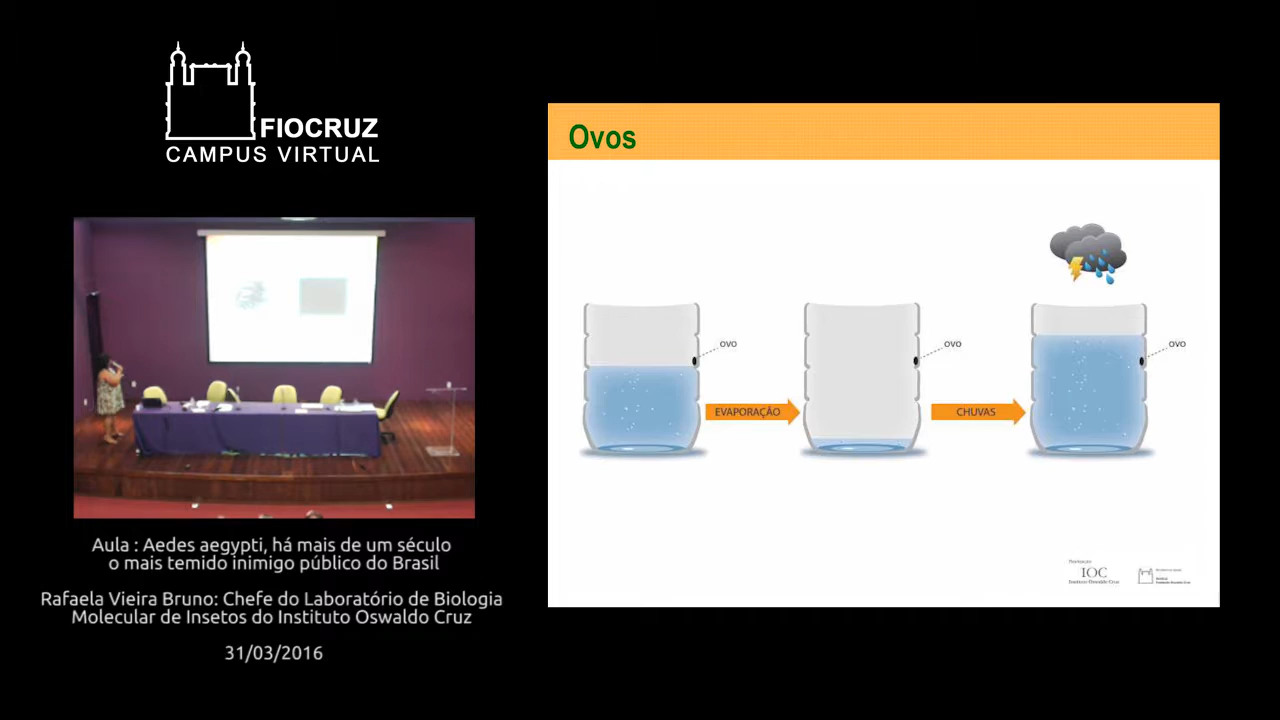 FIOCRUZ
CAMPUS VIRTUAL
Aula : Aedes aegypti, há mais de um século
o mais temido inimigo público do Brasil
Rafaela Vieira Bruno: Chefe do Laboratório de Biologia
Molecular de Insetos do Instituto Oswaldo Cruz
31/03/2016
Ovos
OVO
OVO
OVO
EVAPORAÇÃO
CHUVAS
IOC
Instituto Oswaldo Cruz